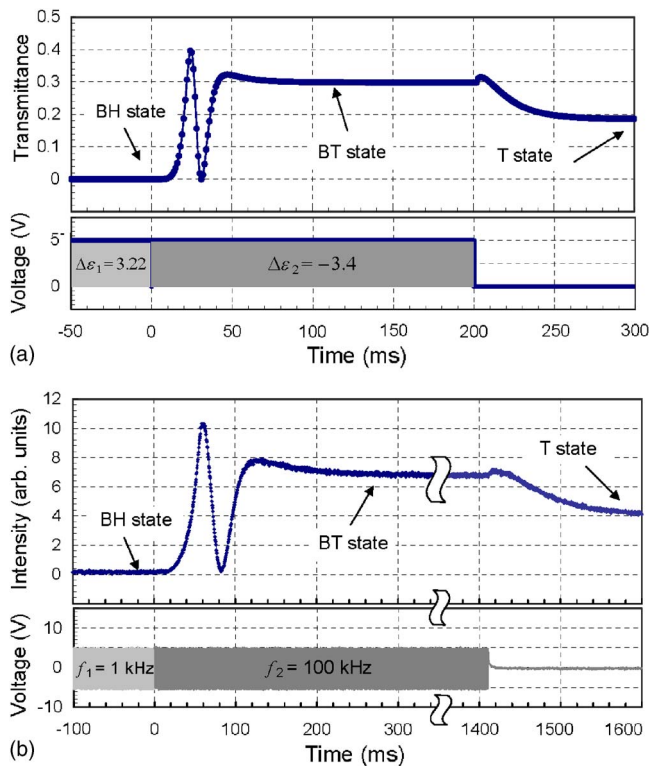 (a)
Transmittance
0.5
0.4
0.3
0.2
0.1
0
BH state
BT state
T state
Voltage (V)
5
0
Δε₁ = 3.22
Δε₂ = −3.4
-50 0 50 100 150 200 250 300
Time (ms)
(b)
Intensity (arb. units)
12
10
8
6
4
2
0
BH state
BT state
T state
Voltage (V)
10
0
-10
f₁ = 1 kHz
f₂ = 100 kHz
-100 0 100 200 300 1400 1500 1600
Time (ms)